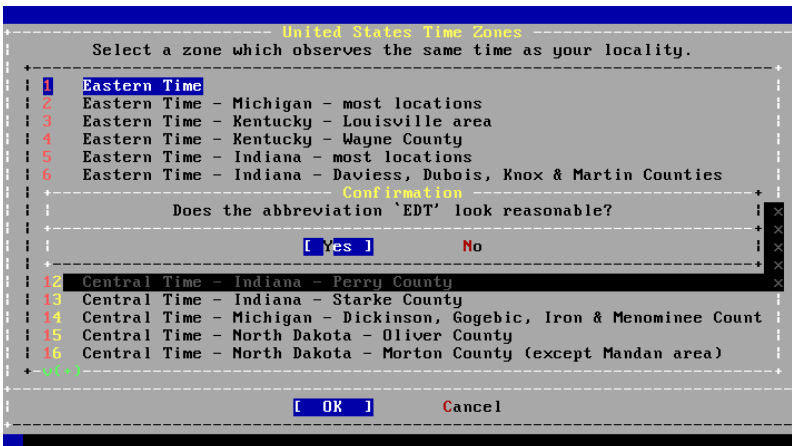 United States Time Zones
Select a zone which observes the same time as your locality.
1 Eastern Time
2 Eastern Time - Michigan - most locations
3 Eastern Time - Kentucky - Louisville area
4 Eastern Time - Kentucky - Wayne County
5 Eastern Time - Indiana - most locations
6 Eastern Time - Indiana - Daviess, Dubois, Knox & Martin Counties
Confirmation
Does the abbreviation `EDT' look reasonable?
[ Yes ] No
12 Central Time - Indiana - Perry County
13 Central Time - Indiana - Starke County
14 Central Time - Michigan - Dickinson, Gogebic, Iron & Menominee Count
15 Central Time - North Dakota - Oliver County
16 Central Time - North Dakota - Morton County (except Mandan area)
v(+)
[ OK ] Cancel